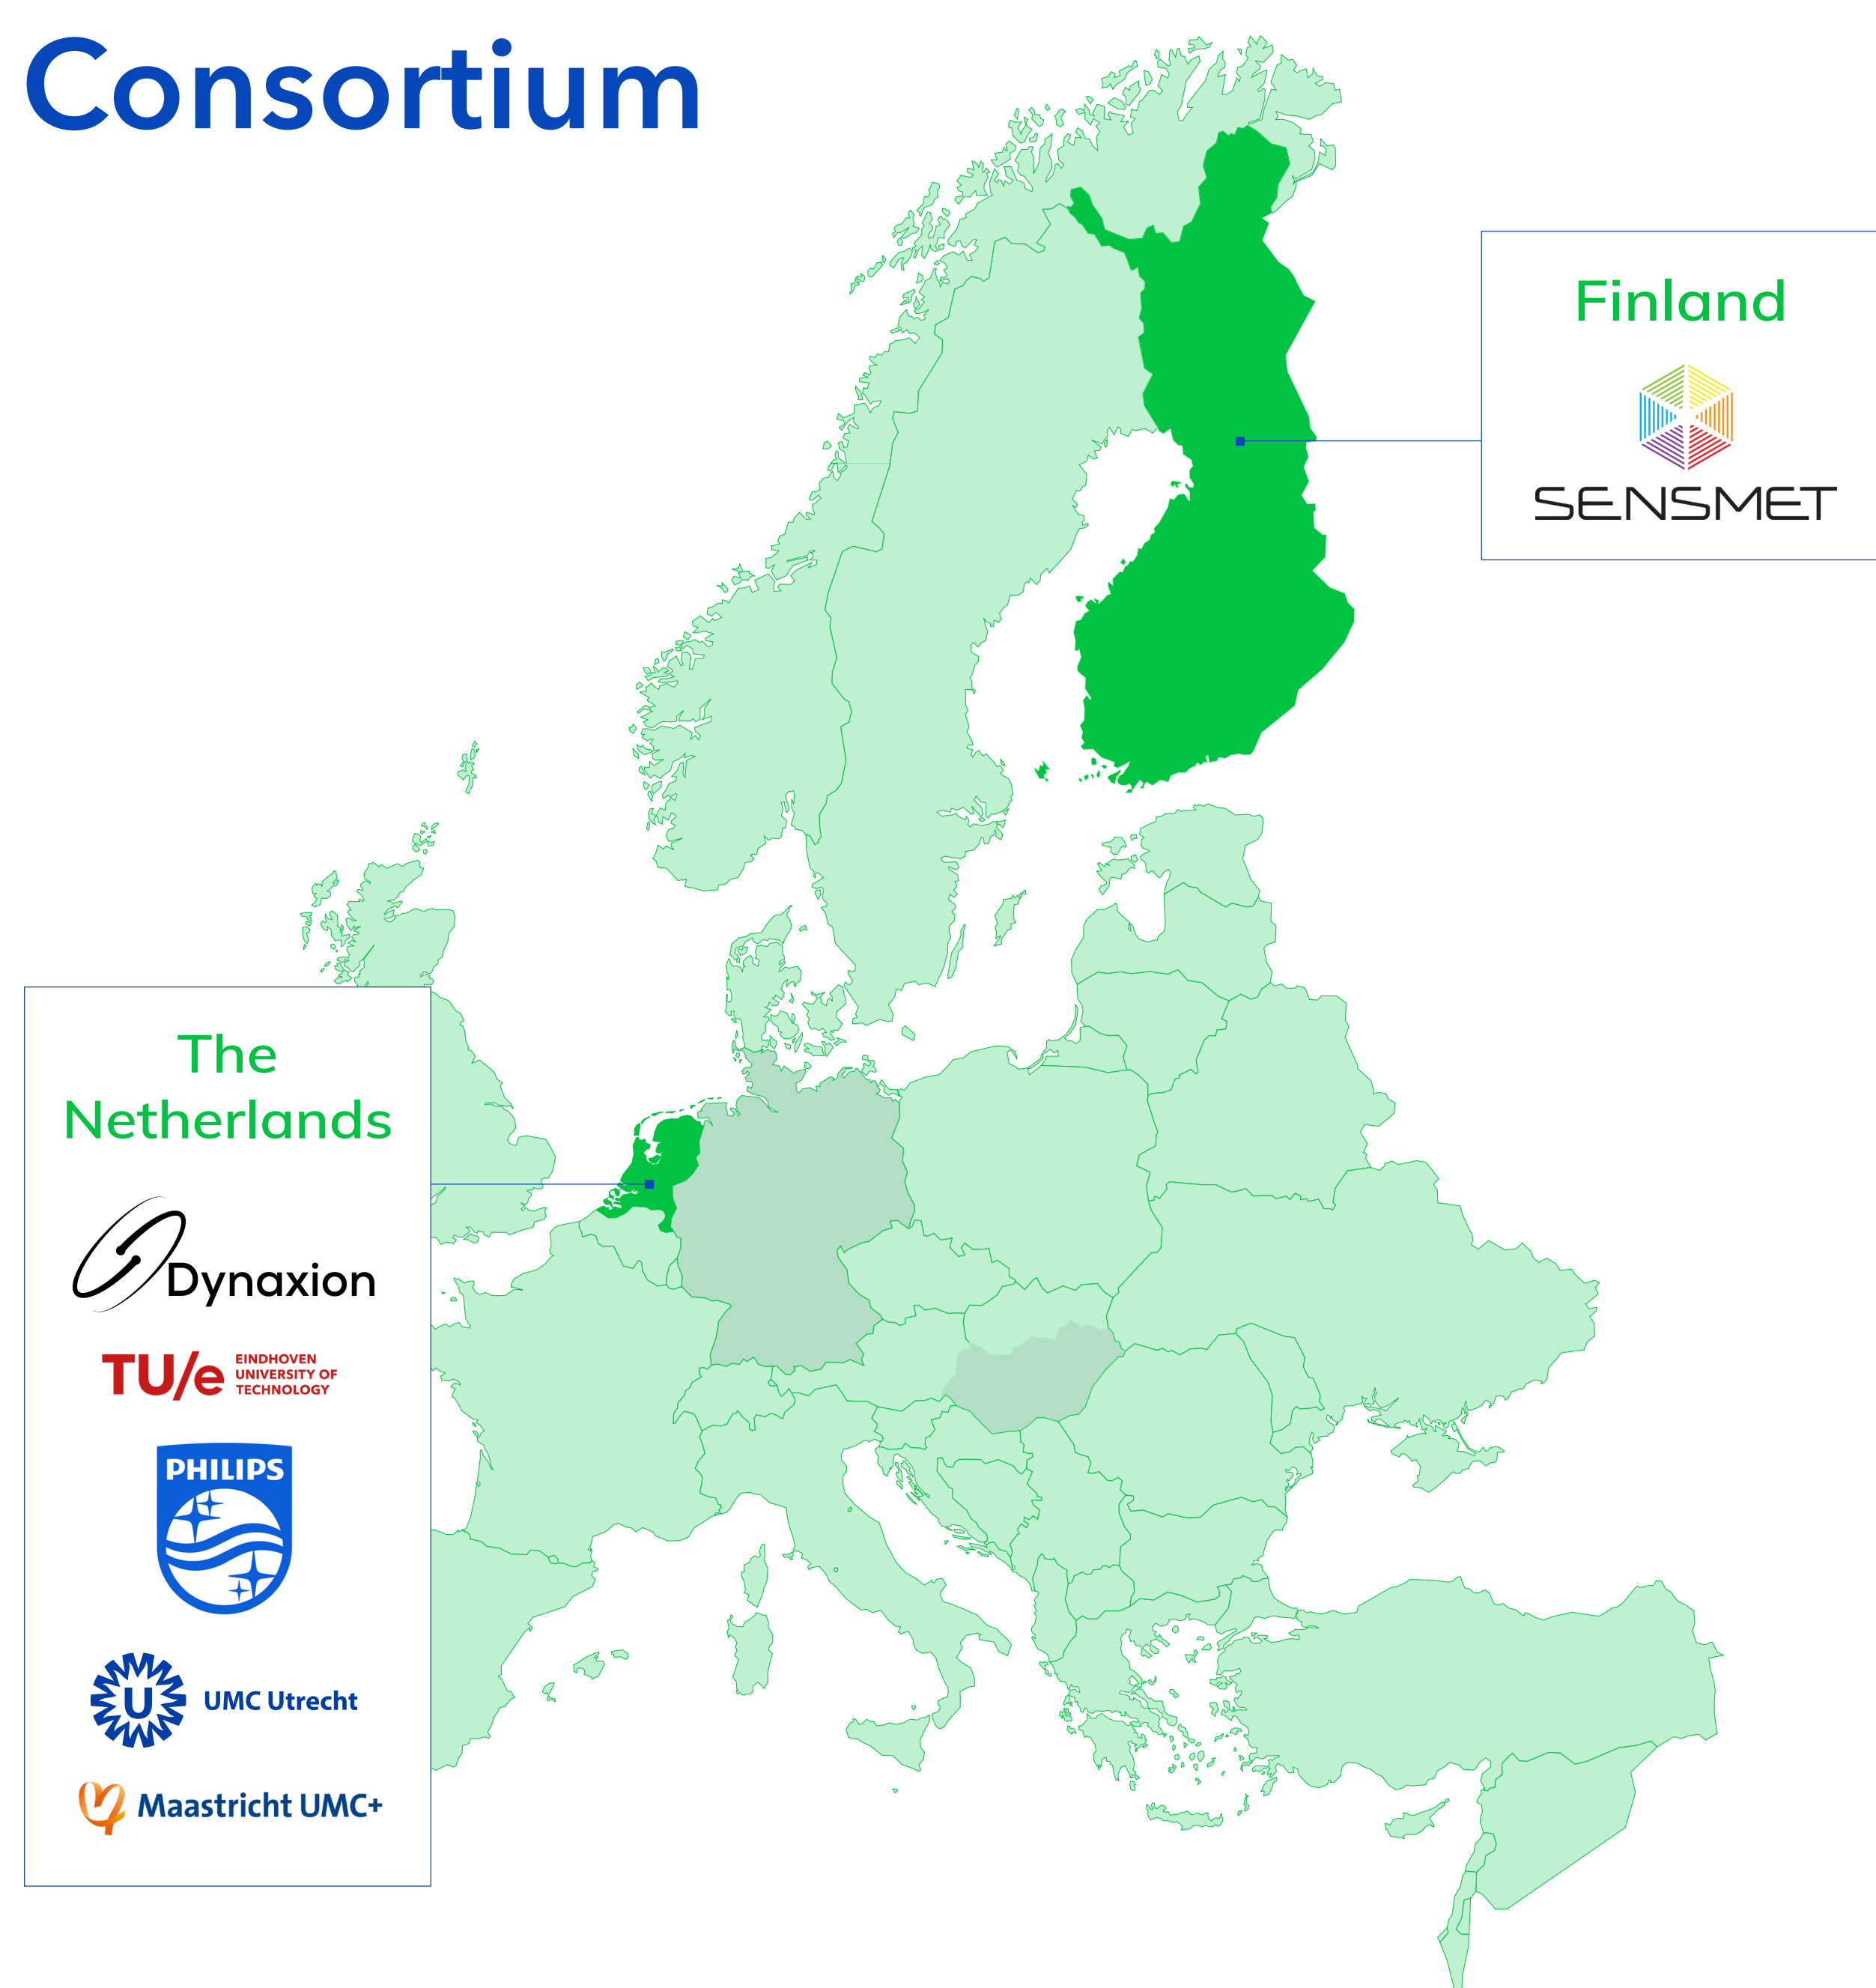 Consortium
Finland
SENSMET
The
Netherlands
Dynaxion
TU/e
EINDHOVEN
UNIVERSITY OF
TECHNOLOGY
PHILIPS
U
UMC Utrecht
Maastricht UMC+